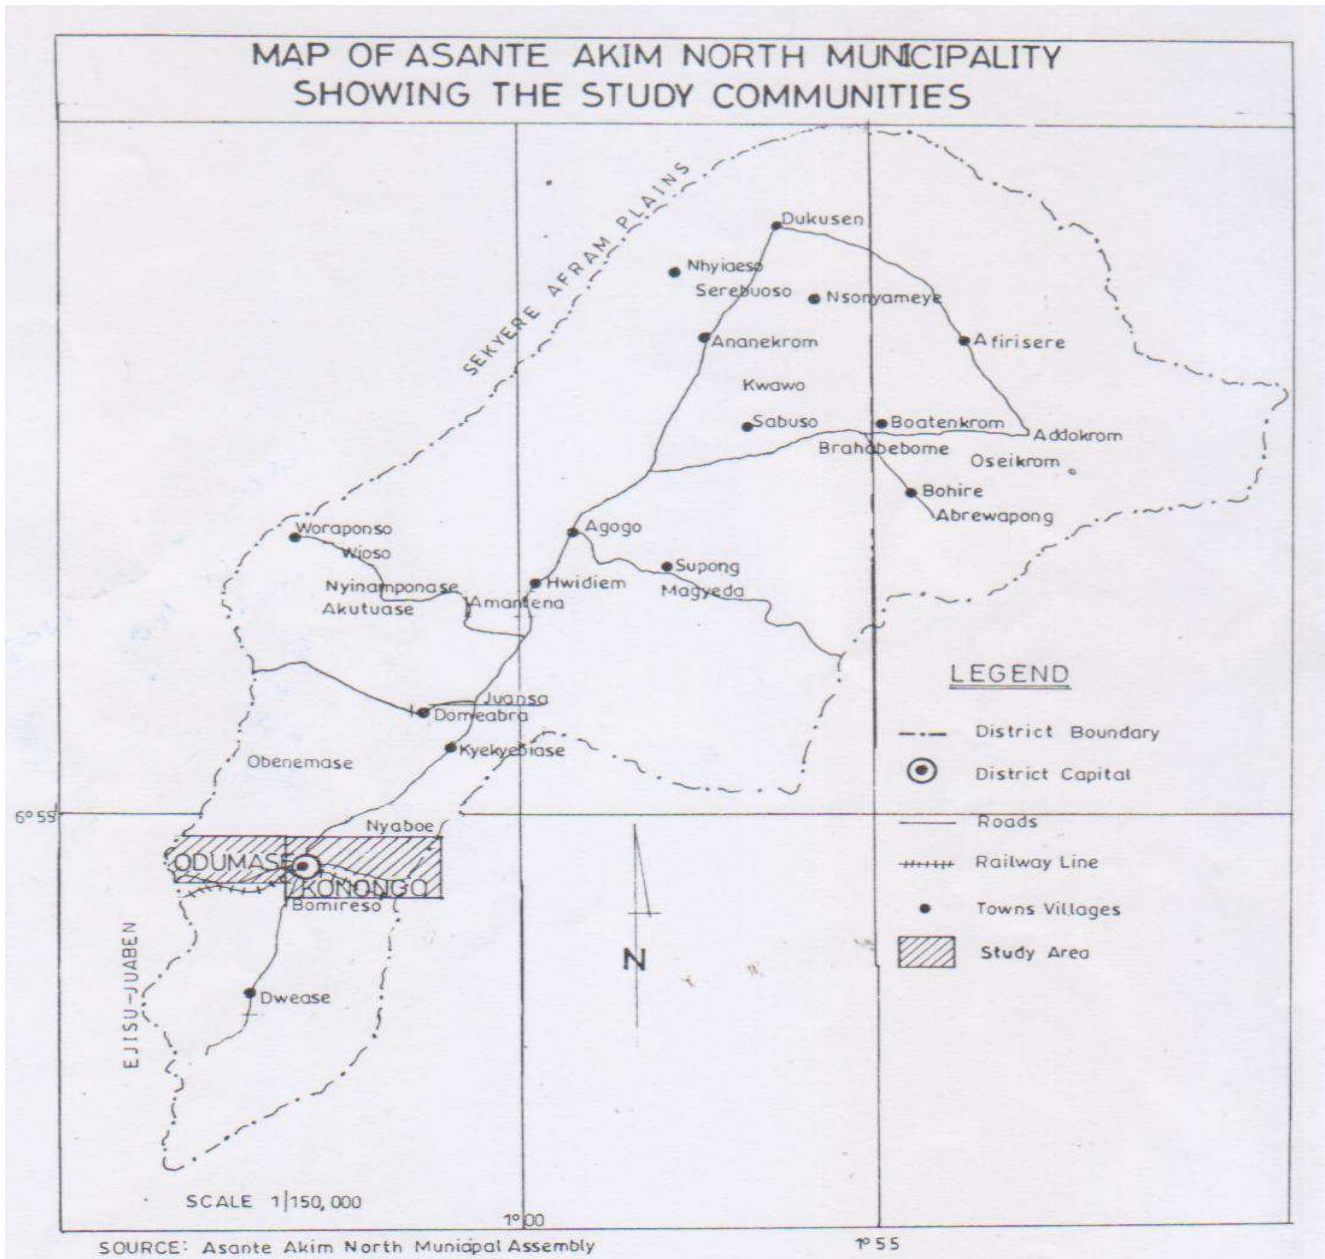 MAP OF ASANTE AKIM NORTH MUNICIPALITY
SHOWING THE STUDY COMMUNITIES
SEKYERE AFRAM PLAINS
Dukusen
Nhyiaeso
Serebuoso
Nsonyameye
Ananekrom
Afirisere
Kwawo
Sabuso
Boatenkrom
Addokrom
Brahabebome
Oseikrom
Bohire
Abrewapong
Woraponso
Wioso
Agogo
Nyinamponase
Hwidiem
Supong
Akutuase
Amantena
Magyeda
Juansa
Domeabra
Kyekyebiase
Obenemase
LEGEND
District Boundary
District Capital
Roads
Railway Line
Towns Villages
Study Area
6°55
Nyaboe
ODUMASE
KONONGO
Bomireso
N
EJISU-JUABEN
Dwease
SCALE 1/150,000
1°00
1°55
SOURCE: Asante Akim North Municipal Assembly